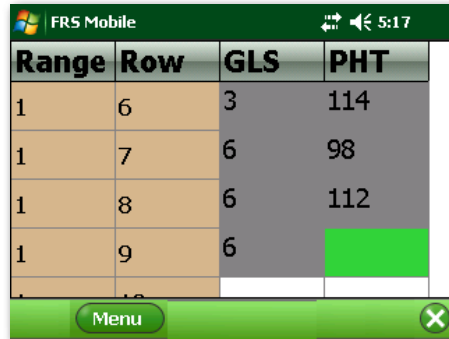 FRS Mobile 5:17
Range Row GLS PHT
1 6 3 114
1 7 6 98
1 8 6 112
1 9 6
Menu